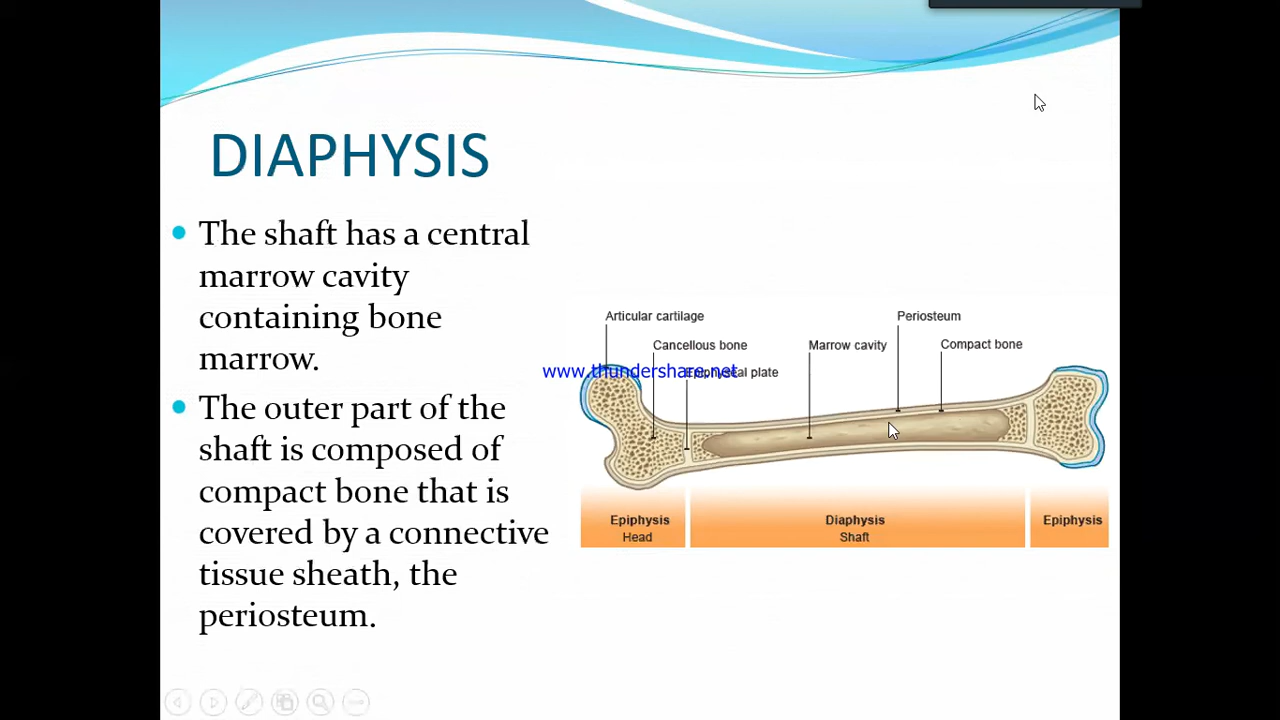 DIAPHYSIS
The shaft has a central
marrow cavity
containing bone
marrow.
The outer part of the
shaft is composed of
compact bone that is
covered by a connective
tissue sheath, the
periosteum.
Articular cartilage
Periosteum
Cancellous bone
Marrow cavity
Compact bone
www.thundershare.net
Epiphyseal plate
Epiphysis
Head
Diaphysis
Shaft
Epiphysis